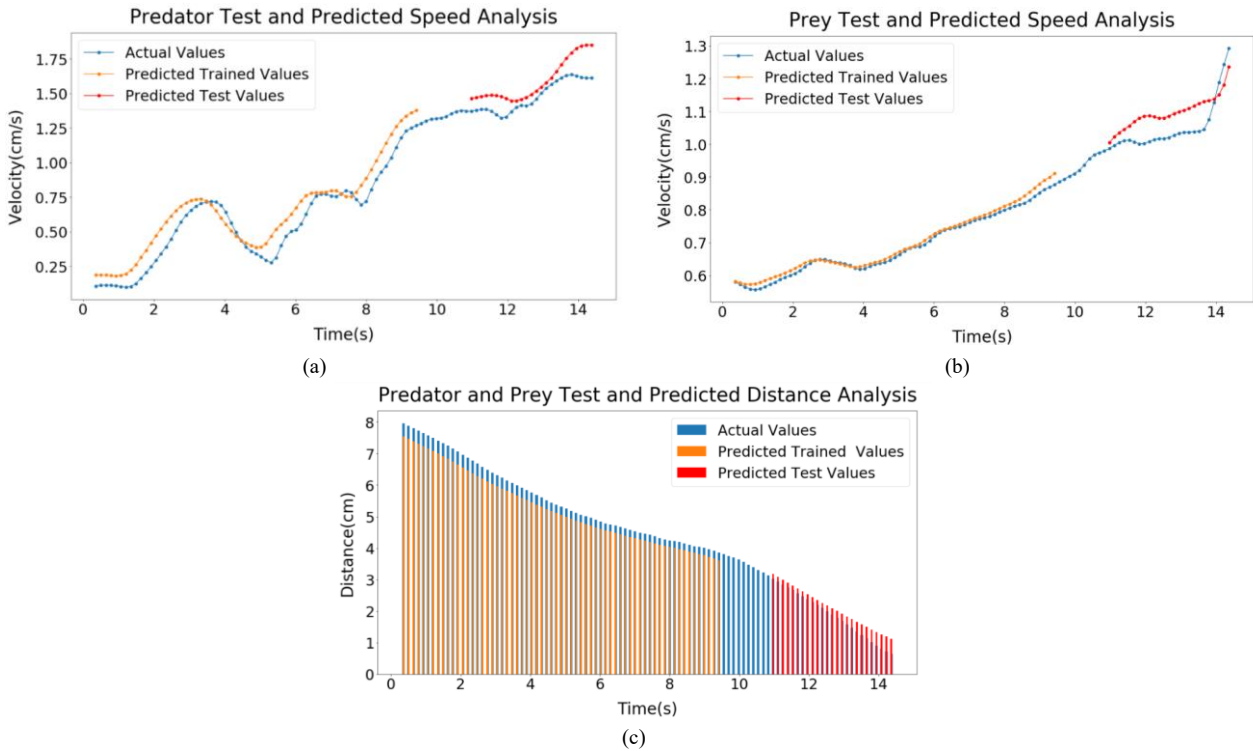 Predator Test and Predicted Speed Analysis
Actual Values
Predicted Trained Values
Predicted Test Values
Velocity(cm/s)
1.75
1.50
1.25
1.00
0.75
0.50
0.25
0 2 4 6 8 10 12 14
Time(s)
(a)
Prey Test and Predicted Speed Analysis
Actual Values
Predicted Trained Values
Predicted Test Values
Velocity(cm/s)
1.3
1.2
1.1
1.0
0.9
0.8
0.7
0.6
0 2 4 6 8 10 12 14
Time(s)
(b)
Predator and Prey Test and Predicted Distance Analysis
Actual Values
Predicted Trained Values
Predicted Test Values
Distance(cm)
8
7
6
5
4
3
2
1
0
0 2 4 6 8 10 12 14
Time(s)
(c)